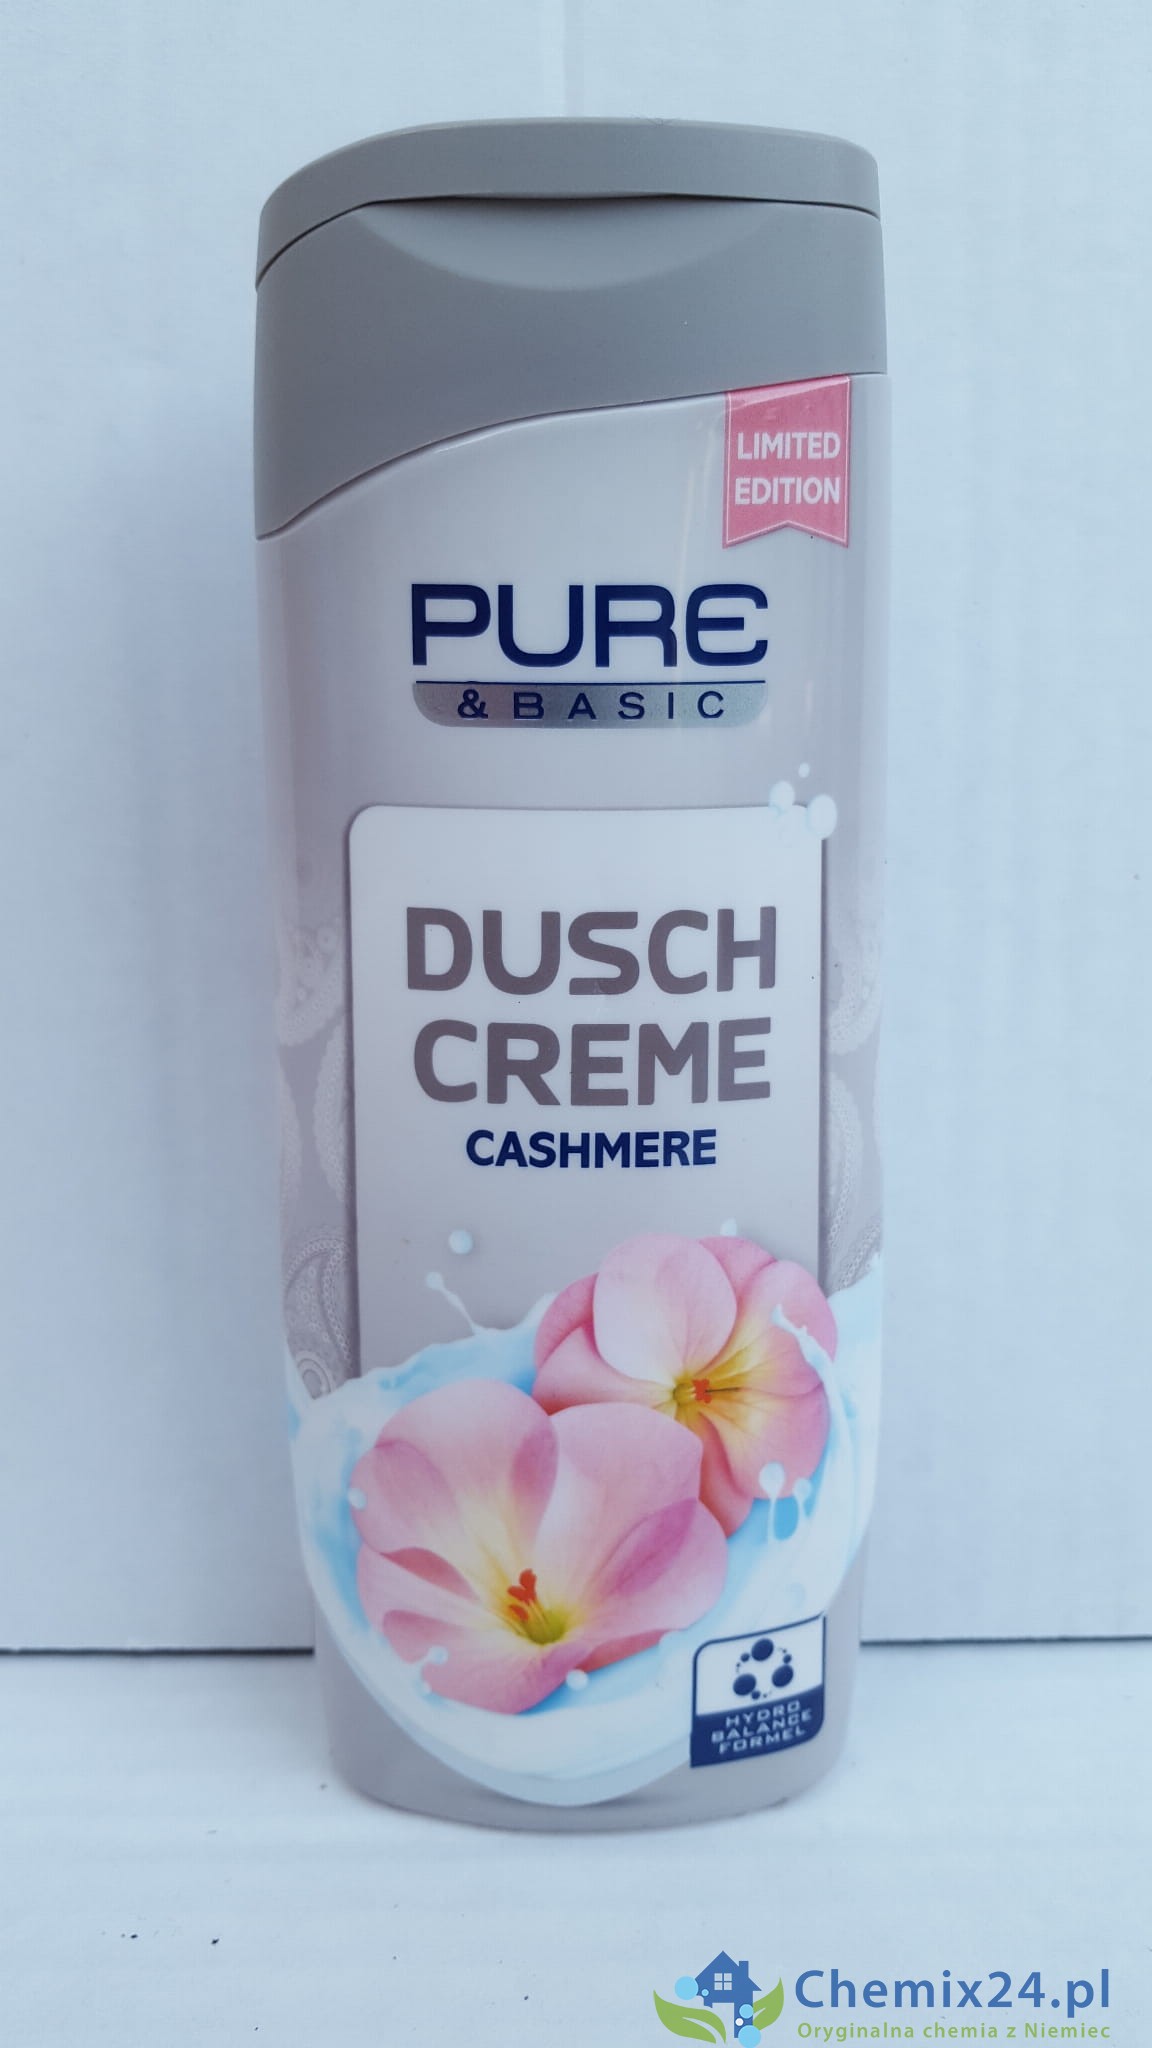 LIMITED
EDITION
PURE
& BASIC
DUSCH
CREME
CASHMERE
HYDRO
BALANCE
FORMEL
Chemix24.pl
Oryginalna chemia z Niemiec